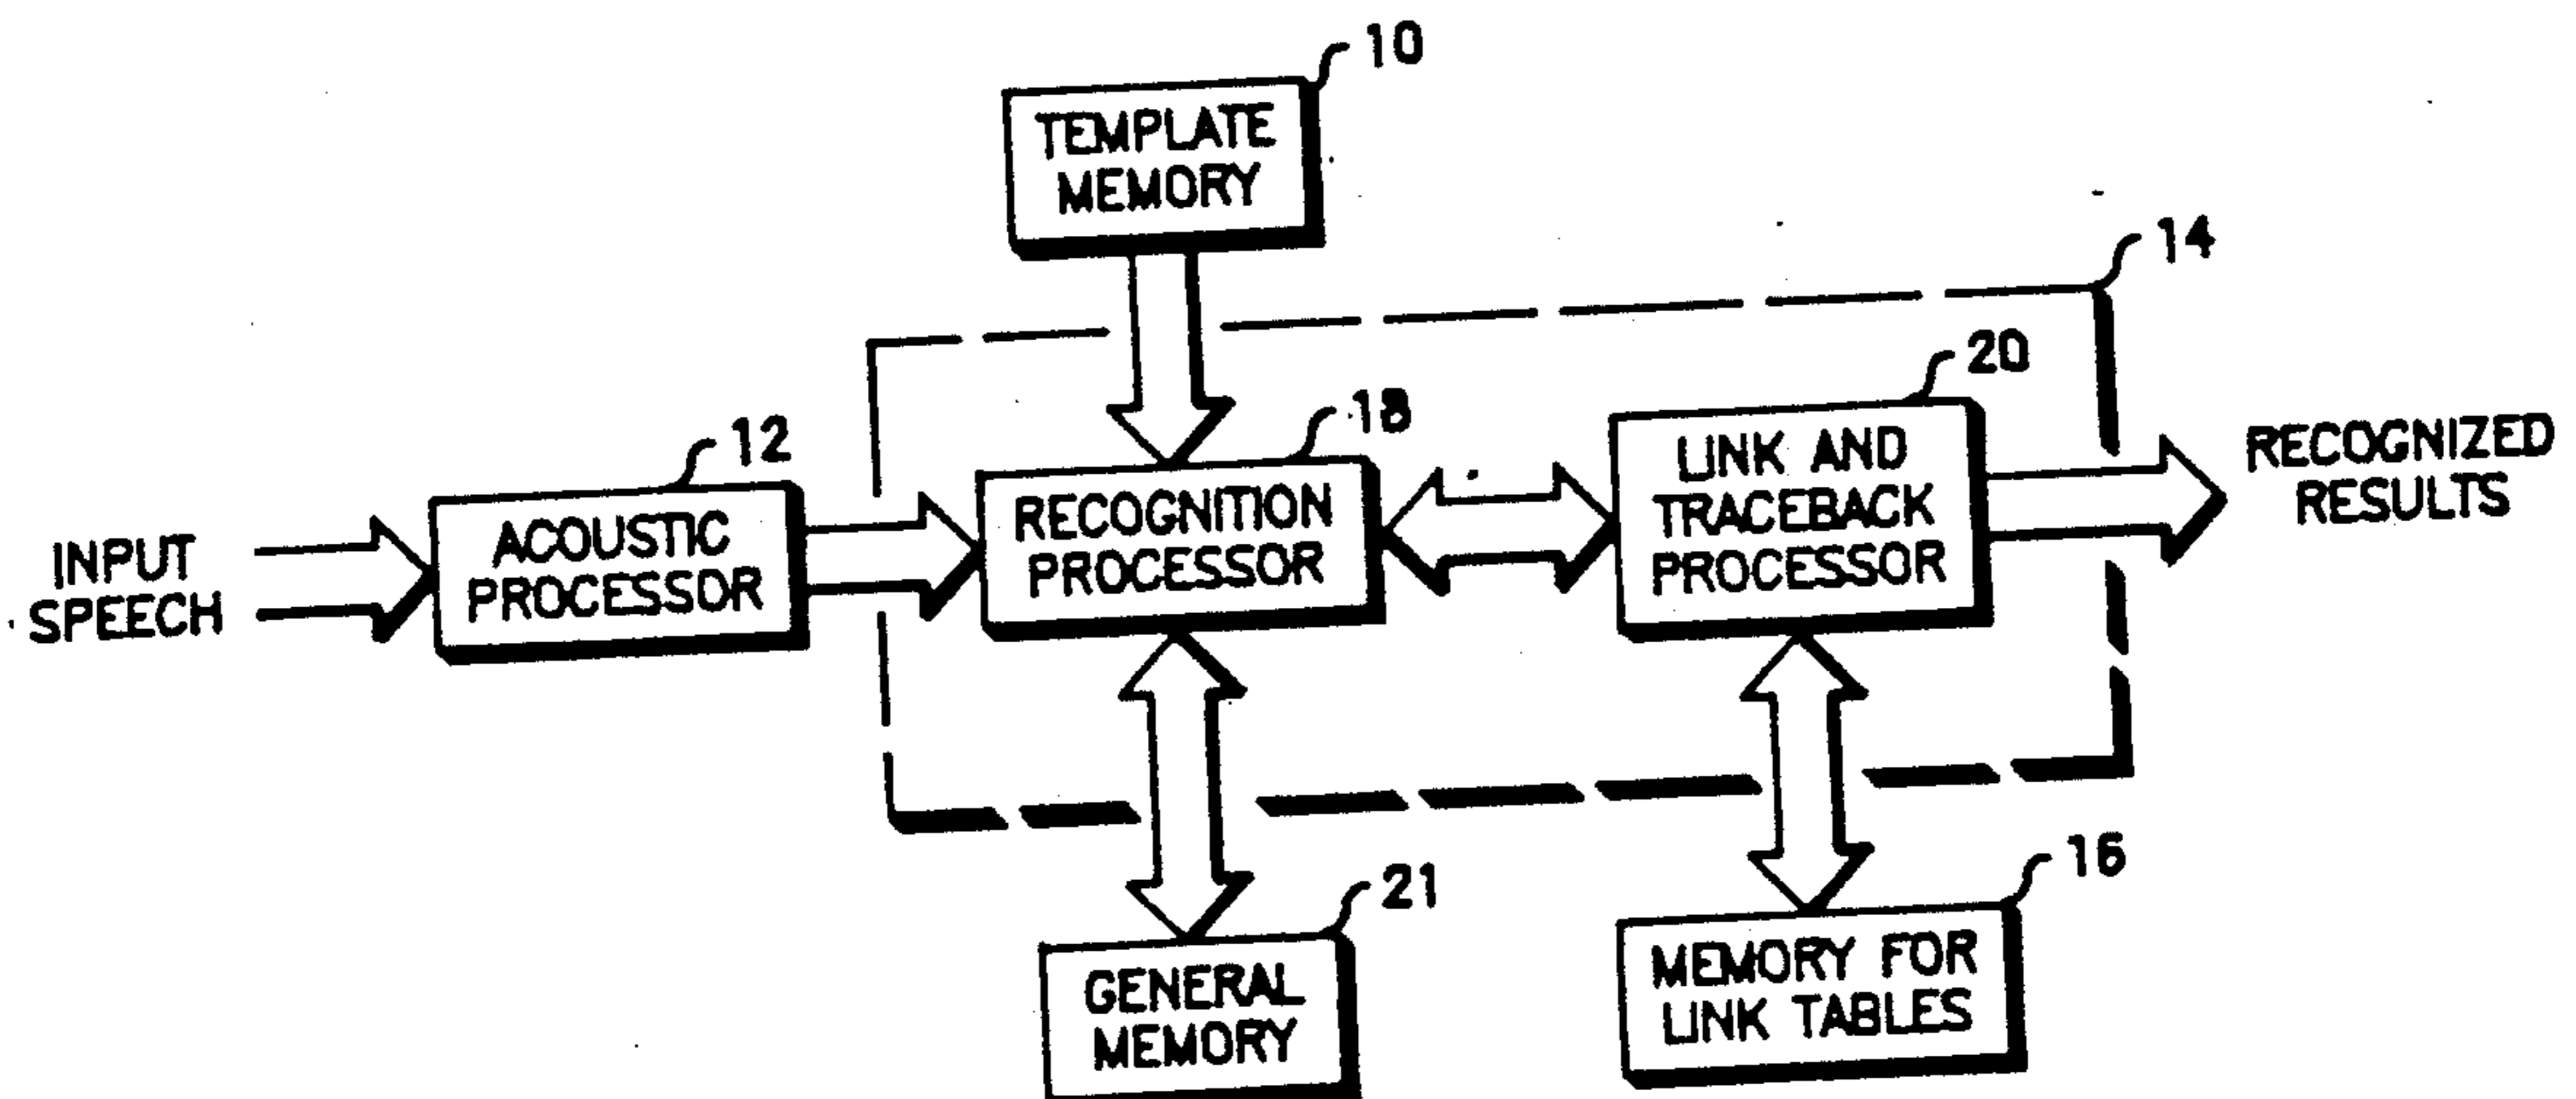 10
TEMPLATE
MEMORY
14
20
18
12
LINK AND
TRACEBACK
PROCESSOR
RECOGNIZED
RESULTS
RECOGNITION
PROCESSOR
ACOUSTIC
PROCESSOR
INPUT
SPEECH
16
21
MEMORY FOR
LINK TABLES
GENERAL
MEMORY